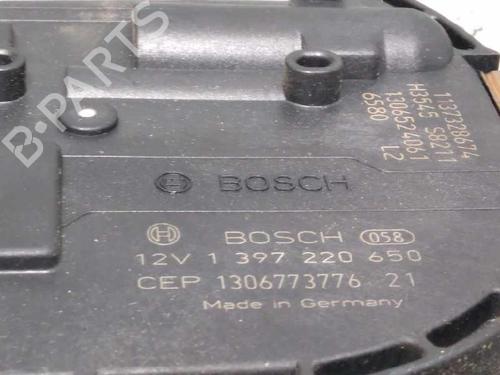 B-PARTS
1137328674
H3545 S8211
1306524061 L2
6580
BOSCH
BOSCH 058
12V 1 397 220 650
CEP 1306773776 21
Made in Germany